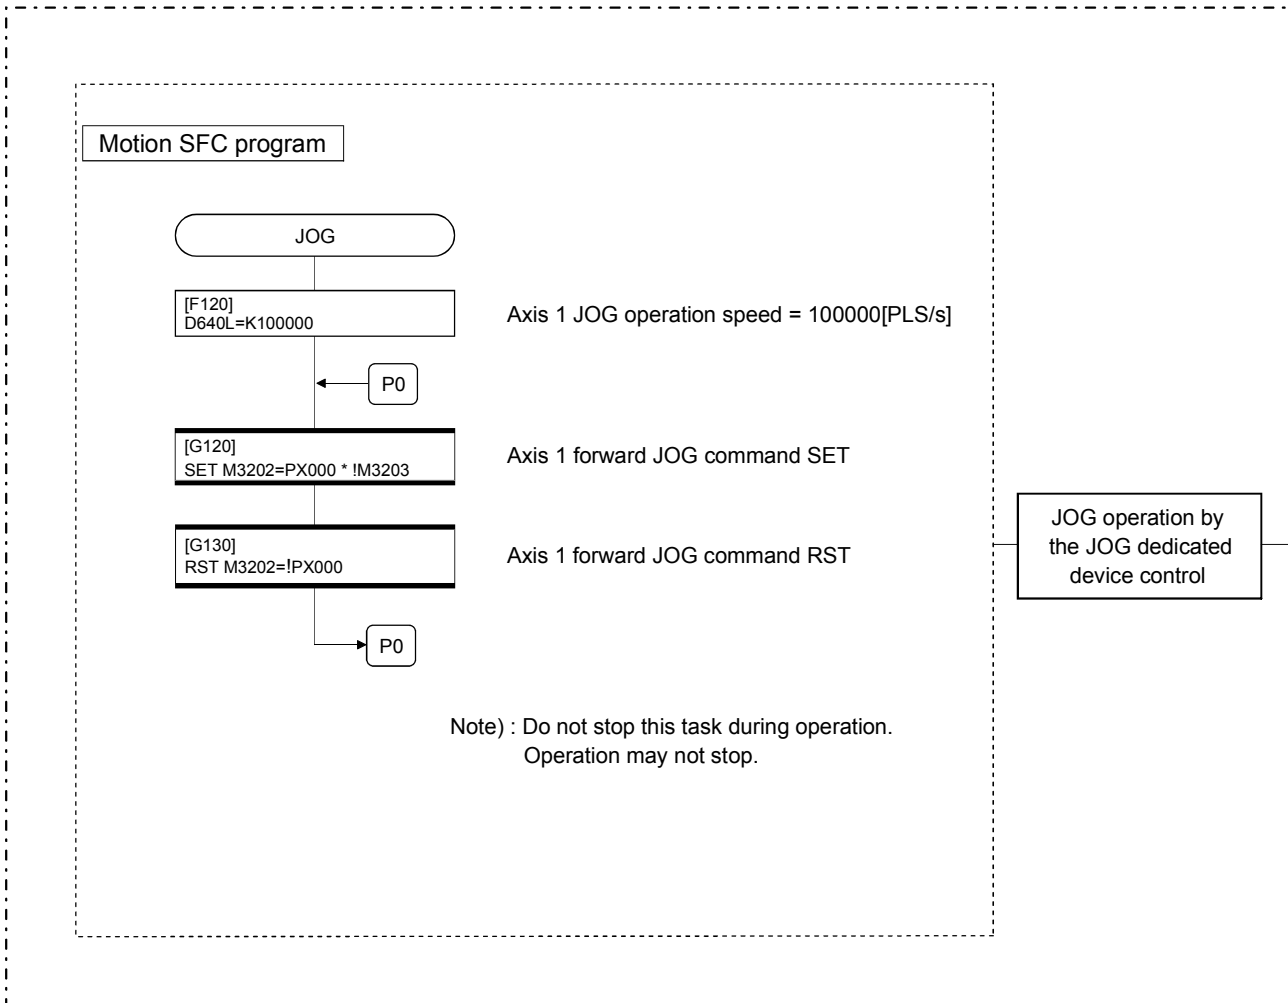 Motion SFC program
JOG
[F120]
D640L=K100000
Axis 1 JOG operation speed = 100000[PLS/s]
P0
[G120]
SET M3202=PX000 * !M3203
Axis 1 forward JOG command SET
[G130]
RST M3202=!PX000
Axis 1 forward JOG command RST
P0
Note) : Do not stop this task during operation.
Operation may not stop.
JOG operation by
the JOG dedicated
device control